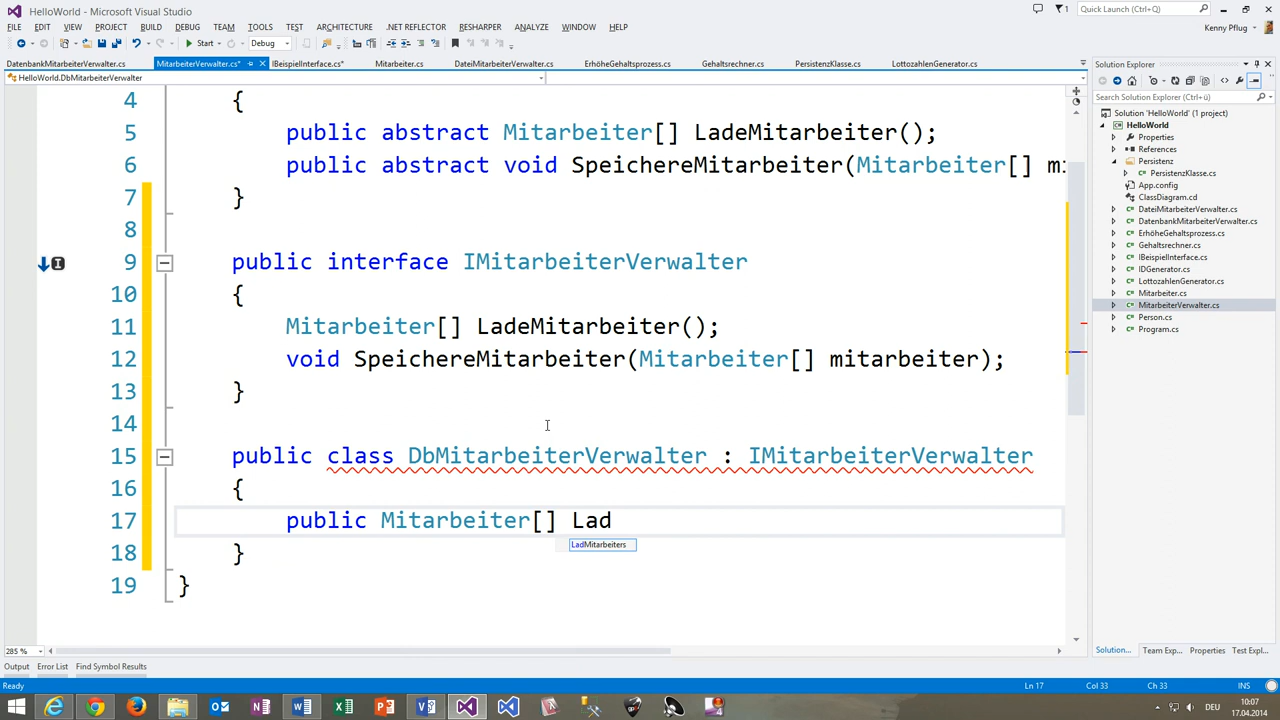 HelloWorld - Microsoft Visual Studio
1
Quick Launch (Ctrl+Q)
FILE EDIT VIEW PROJECT BUILD DEBUG TEAM TOOLS TEST ARCHITECTURE .NET REFLECTOR RESHARPER ANALYZE WINDOW HELP
Kenny Pflug
Start Debug
DatenbankMitarbeiterVerwalter.cs MitarbeiterVerwalter.cs* IBeispielInterface.cs* Mitarbeiter.cs DateiMitarbeiterVerwalter.cs ErhöheGehaltsprozess.cs Gehaltsrechner.cs PersistzKlasse.cs LottozahlenGenerator.cs
HelloWorld.DbMitarbeiterVerwalter
4 {
5 public abstract Mitarbeiter[] LadeMitarbeiter();
6 public abstract void SpeichereMitarbeiter(Mitarbeiter[] mi
7 }
8
9 public interface IMitarbeiterVerwalter
10 {
11 Mitarbeiter[] LadeMitarbeiter();
12 void SpeichereMitarbeiter(Mitarbeiter[] mitarbeiter);
13 }
14
15 public class DbMitarbeiterVerwalter : IMitarbeiterVerwalter
16 {
17 public Mitarbeiter[] Lad
LadMitarbeiters
18 }
19 }
285 %
Solution Explorer
Search Solution Explorer (Ctrl+ü)
Solution 'HelloWorld' (1 project)
HelloWorld
Properties
References
Persistenz
PersistenzKlasse.cs
App.config
ClassDiagram.cd
DateiMitarbeiterVerwalter.cs
DatenbankMitarbeiterVerwalter.cs
ErhöheGehaltsprozess.cs
Gehaltsrechner.cs
IBeispielInterface.cs
IDGenerator.cs
LottozahlenGenerator.cs
Mitarbeiter.cs
MitarbeiterVerwalter.cs
Person.cs
Program.cs
Solution... Team Exp... Properties Test Expl...
Output Error List Find Symbol Results
Ready Ln 17 Col 33 Ch 33 INS
DEU 10:07
17.04.2014